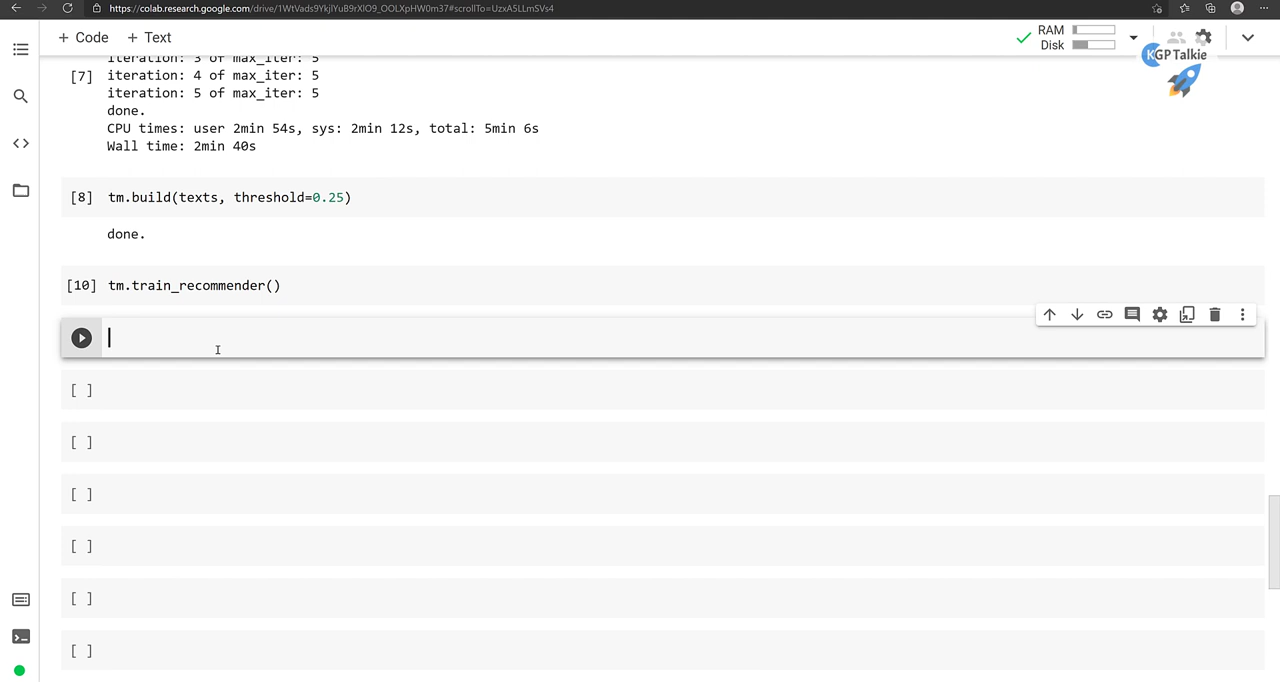 https://colab.research.google.com/drive/1WtVads9YkjlYuB9rXlO9_OOLXpHW0m37#scrollTo=UzxA5LLmSVs4
+ Code + Text
RAM
Disk
KGPTalkie
iteration: 3 of max_iter: 5
[7] iteration: 4 of max_iter: 5
iteration: 5 of max_iter: 5
done.
CPU times: user 2min 54s, sys: 2min 12s, total: 5min 6s
Wall time: 2min 40s
[8] tm.build(texts, threshold=0.25)
done.
[10] tm.train_recommender()
[ ]
[ ]
[ ]
[ ]
[ ]
[ ]